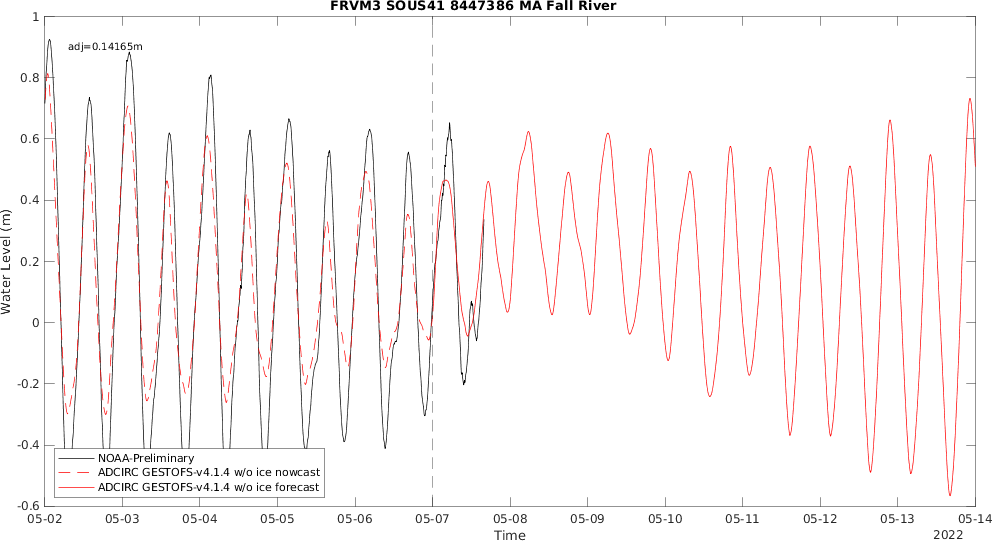 FRVM3 SOUS41 8447386 MA Fall River
adj=0.14165m
1
0.8
0.6
0.4
0.2
0
-0.2
-0.4
-0.6
Water Level (m)
NOAA-Preliminary
ADCIRC GESTOFS-v4.1.4 w/o ice nowcast
ADCIRC GESTOFS-v4.1.4 w/o ice forecast
05-02 05-03 05-04 05-05 05-06 05-07 05-08 05-09 05-10 05-11 05-12 05-13 05-14
Time
2022